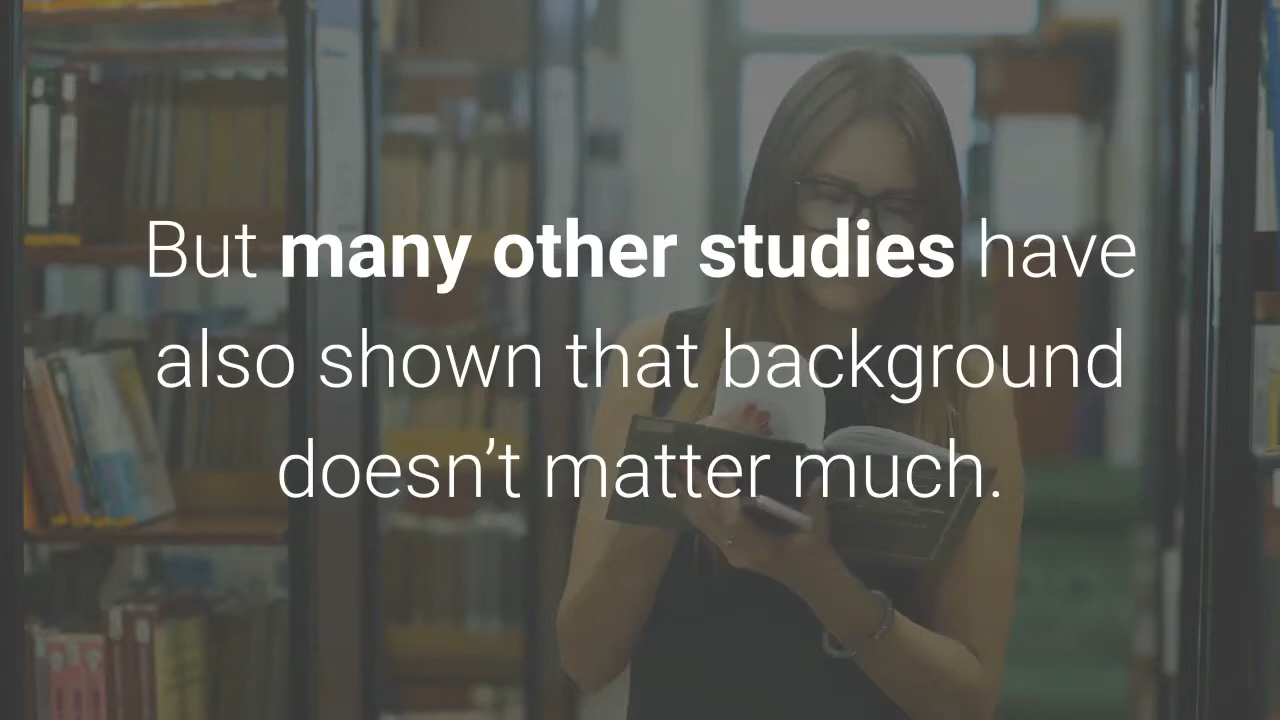 But many other studies have
also shown that background
doesn’t matter much.